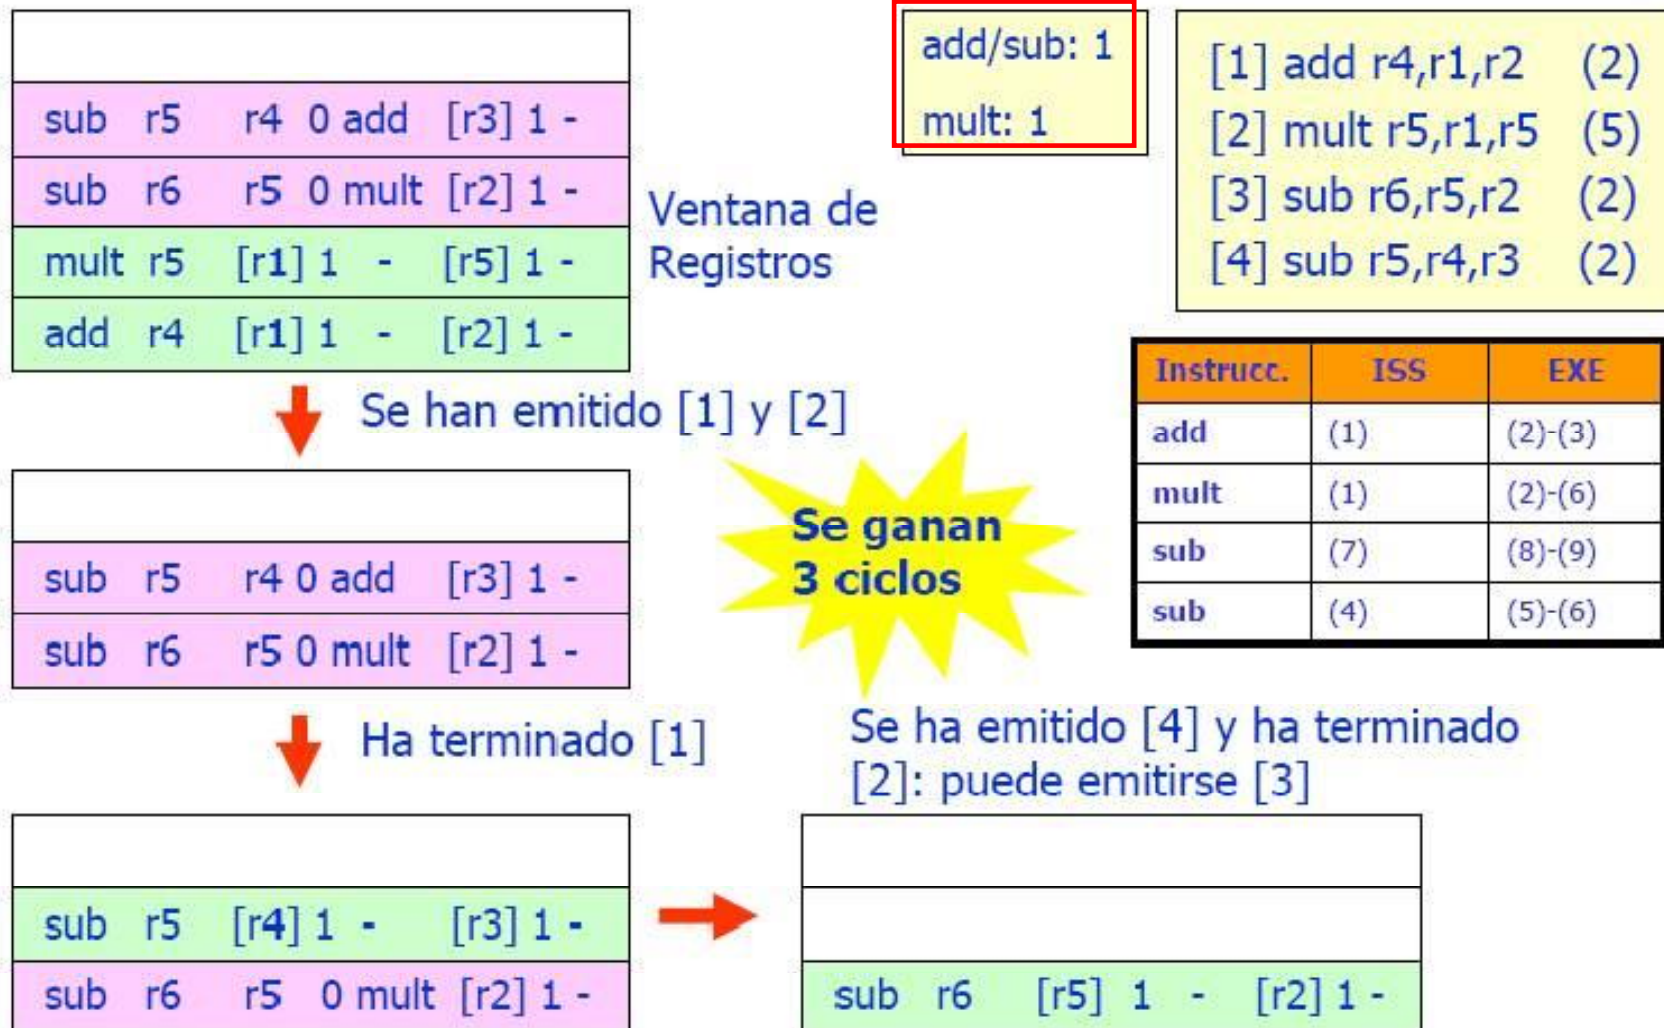 sub r5 r4 0 add [r3] 1 -
sub r6 r5 0 mult [r2] 1 -
mult r5 [r1] 1 - [r5] 1 -
add r4 [r1] 1 - [r2] 1 -
Ventana de
Registros
add/sub: 1
mult: 1
[1] add r4,r1,r2 (2)
[2] mult r5,r1,r5 (5)
[3] sub r6,r5,r2 (2)
[4] sub r5,r4,r3 (2)
Instrucc. ISS EXE
add (1) (2)-(3)
mult (1) (2)-(6)
sub (7) (8)-(9)
sub (4) (5)-(6)
Se han emitido [1] y [2]
sub r5 r4 0 add [r3] 1 -
sub r6 r5 0 mult [r2] 1 -
Se ganan
3 ciclos
Ha terminado [1]
Se ha emitido [4] y ha terminado
[2]: puede emitirse [3]
sub r5 [r4] 1 - [r3] 1 -
sub r6 r5 0 mult [r2] 1 -
sub r6 [r5] 1 - [r2] 1 -